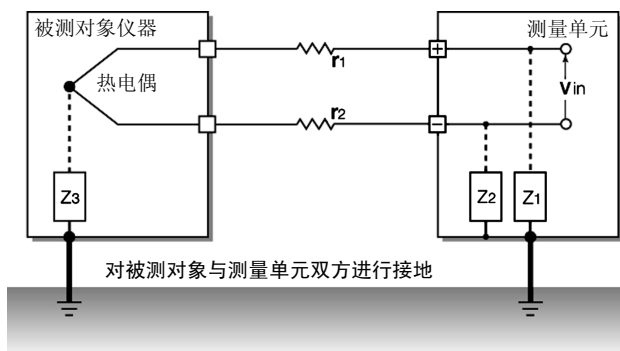 被测对象仪器
测量单元
热电偶
r1
+
Vin
r2
−
Z3
Z2
Z1
对被测对象与测量单元双方进行接地